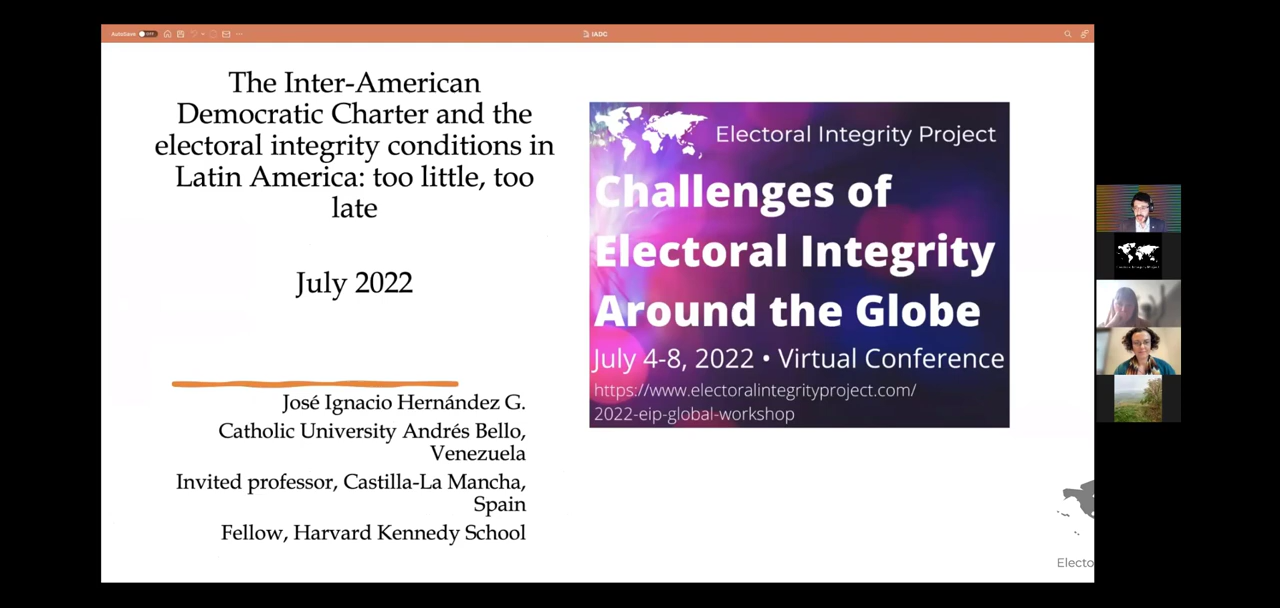 AutoSave OFF
IADC
The Inter-American
Democratic Charter and the
electoral integrity conditions in
Latin America: too little, too
late
July 2022
José Ignacio Hernández G.
Catholic University Andrés Bello,
Venezuela
Invited professor, Castilla-La Mancha,
Spain
Fellow, Harvard Kennedy School
Electoral Integrity Project
Challenges of
Electoral Integrity
Around the Globe
July 4-8, 2022 • Virtual Conference
https://www.electoralintegrityproject.com/
2022-eip-global-workshop
Electo